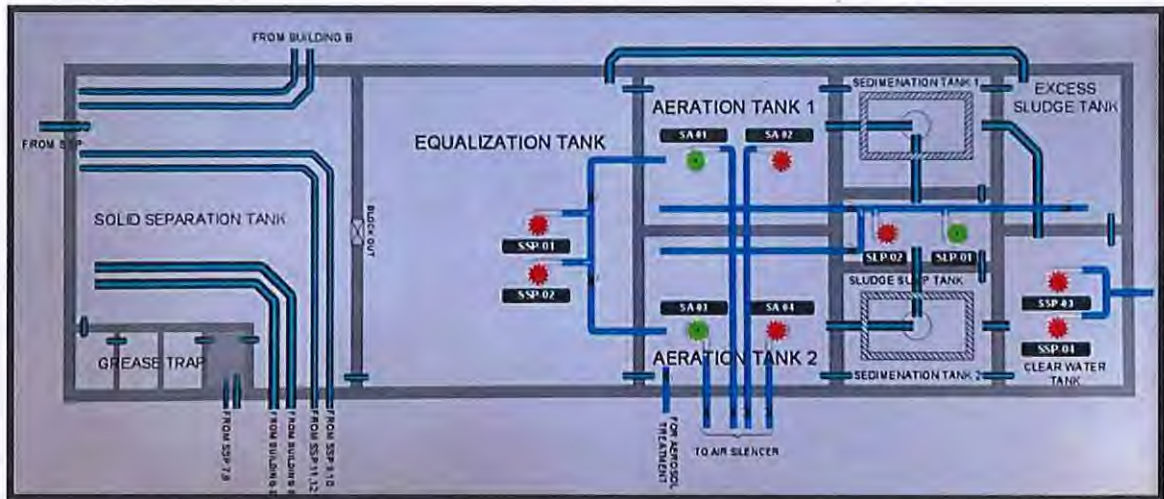 FROM BUILDING B
FROM SSP
SOLID SEPARATION TANK
GREASE TRAP
FROM SSP 7,8
FROM BUILDING
FROM BUILDING
FROM SSP 11,12
FROM SSP 9,10
BLOCK OUT
EQUALIZATION TANK
SSP 01
SSP 02
AERATION TANK 1
SA 01
SA 02
SA 03
SA 04
AERATION TANK 2
FOR AEROSOL
TREATMENT
TO AIR SILENCER
SEDIMENATION TANK 1
SLP 02
SLP 01
SLUDGE SUMP TANK
SEDIMENATION TANK 2
EXCESS
SLUDGE TANK
SSP 03
SSP 04
CLEAR WATER
TANK